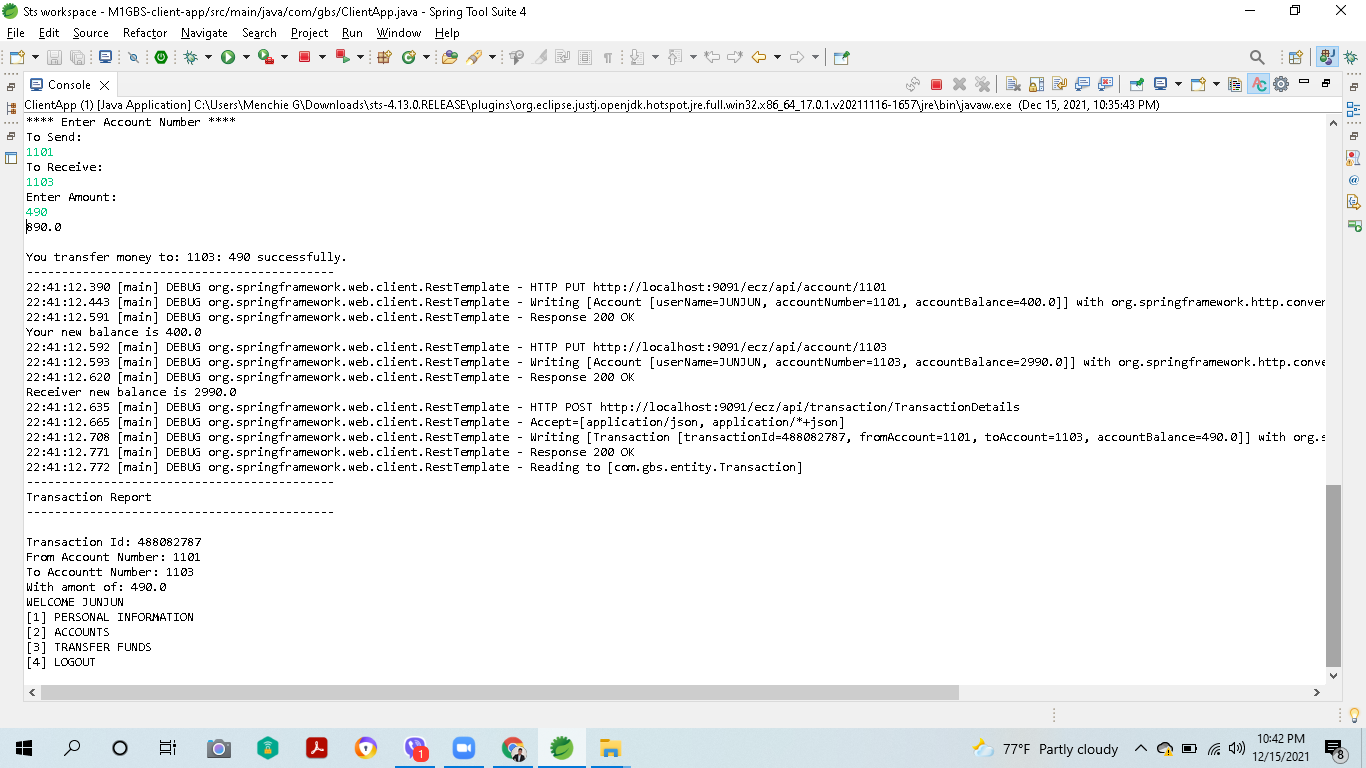 Sts workspace - M1GBS-client-app/src/main/java/com/gbs/ClientApp.java - Spring Tool Suite 4
File Edit Source Refactor Navigate Search Project Run Window Help
Console
ClientApp (1) [Java Application] C:\Users\Menchie G\Downloads\sts-4.13.0.RELEASE\plugins\org.eclipse.justj.openjdk.hotspot.jre.full.win32.x86_64_17.0.1.v20211116-1657\jre\bin\javaw.exe (Dec 15, 2021, 10:35:43 PM)
**** Enter Account Number ****
To Send:
1101
To Receive:
1103
Enter Amount:
490
890.0
You transfer money to: 1103: 490 successfully.
--------------------------------------------
22:41:12.390 [main] DEBUG org.springframework.web.client.RestTemplate - HTTP PUT http://localhost:9091/ecz/api/account/1101
22:41:12.443 [main] DEBUG org.springframework.web.client.RestTemplate - Writing [Account [userName=JUNJUN, accountNumber=1101, accountBalance=400.0]] with org.springframework.http.conver
22:41:12.591 [main] DEBUG org.springframework.web.client.RestTemplate - Response 200 OK
Your new balance is 400.0
22:41:12.592 [main] DEBUG org.springframework.web.client.RestTemplate - HTTP PUT http://localhost:9091/ecz/api/account/1103
22:41:12.593 [main] DEBUG org.springframework.web.client.RestTemplate - Writing [Account [userName=JUNJUN, accountNumber=1103, accountBalance=2990.0]] with org.springframework.http.conve
22:41:12.620 [main] DEBUG org.springframework.web.client.RestTemplate - Response 200 OK
Receiver new balance is 2990.0
22:41:12.635 [main] DEBUG org.springframework.web.client.RestTemplate - HTTP POST http://localhost:9091/ecz/api/transaction/TransactionDetails
22:41:12.665 [main] DEBUG org.springframework.web.client.RestTemplate - Accept=[application/json, application/*+json]
22:41:12.708 [main] DEBUG org.springframework.web.client.RestTemplate - Writing [Transaction [transactionId=488082787, fromAccount=1101, toAccount=1103, accountBalance=490.0]] with org.s
22:41:12.771 [main] DEBUG org.springframework.web.client.RestTemplate - Response 200 OK
22:41:12.772 [main] DEBUG org.springframework.web.client.RestTemplate - Reading to [com.gbs.entity.Transaction]
--------------------------------------------
Transaction Report
--------------------------------------------
Transaction Id: 488082787
From Account Number: 1101
To Accountt Number: 1103
With amont of: 490.0
WELCOME JUNJUN
[1] PERSONAL INFORMATION
[2] ACCOUNTS
[3] TRANSFER FUNDS
[4] LOGOUT
1
77°F Partly cloudy
10:42 PM
12/15/2021
8